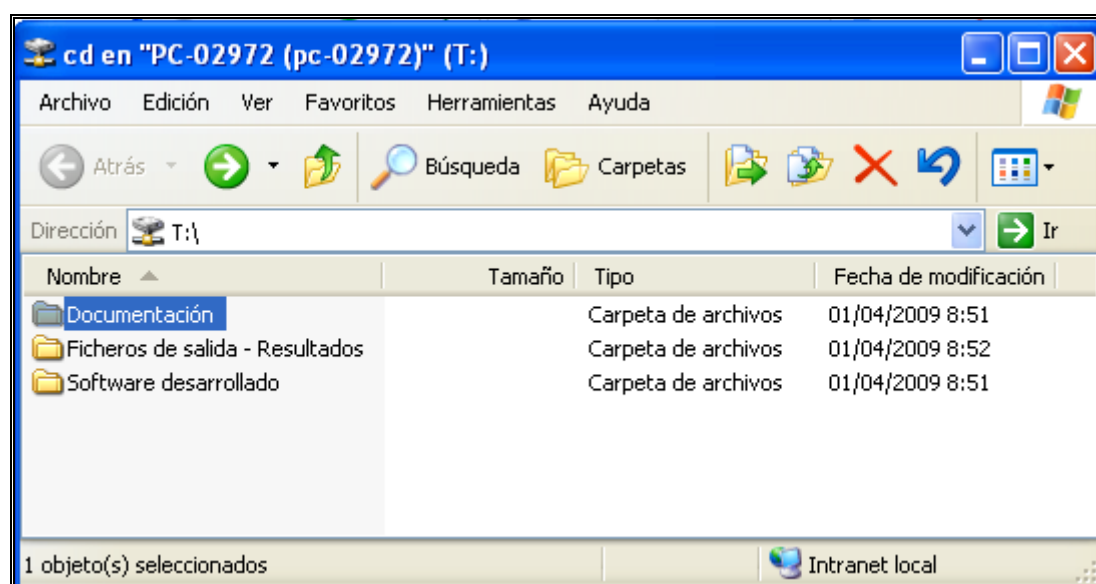 cd en "PC-02972 (pc-02972)" (T:)
Archivo Edición Ver Favoritos Herramientas Ayuda
Atrás Búsqueda Carpetas
Dirección T:\ Ir
Nombre Tamaño Tipo Fecha de modificación
Documentación Carpeta de archivos 01/04/2009 8:51
Ficheros de salida - Resultados Carpeta de archivos 01/04/2009 8:52
Software desarrollado Carpeta de archivos 01/04/2009 8:51
1 objeto(s) seleccionados Intranet local